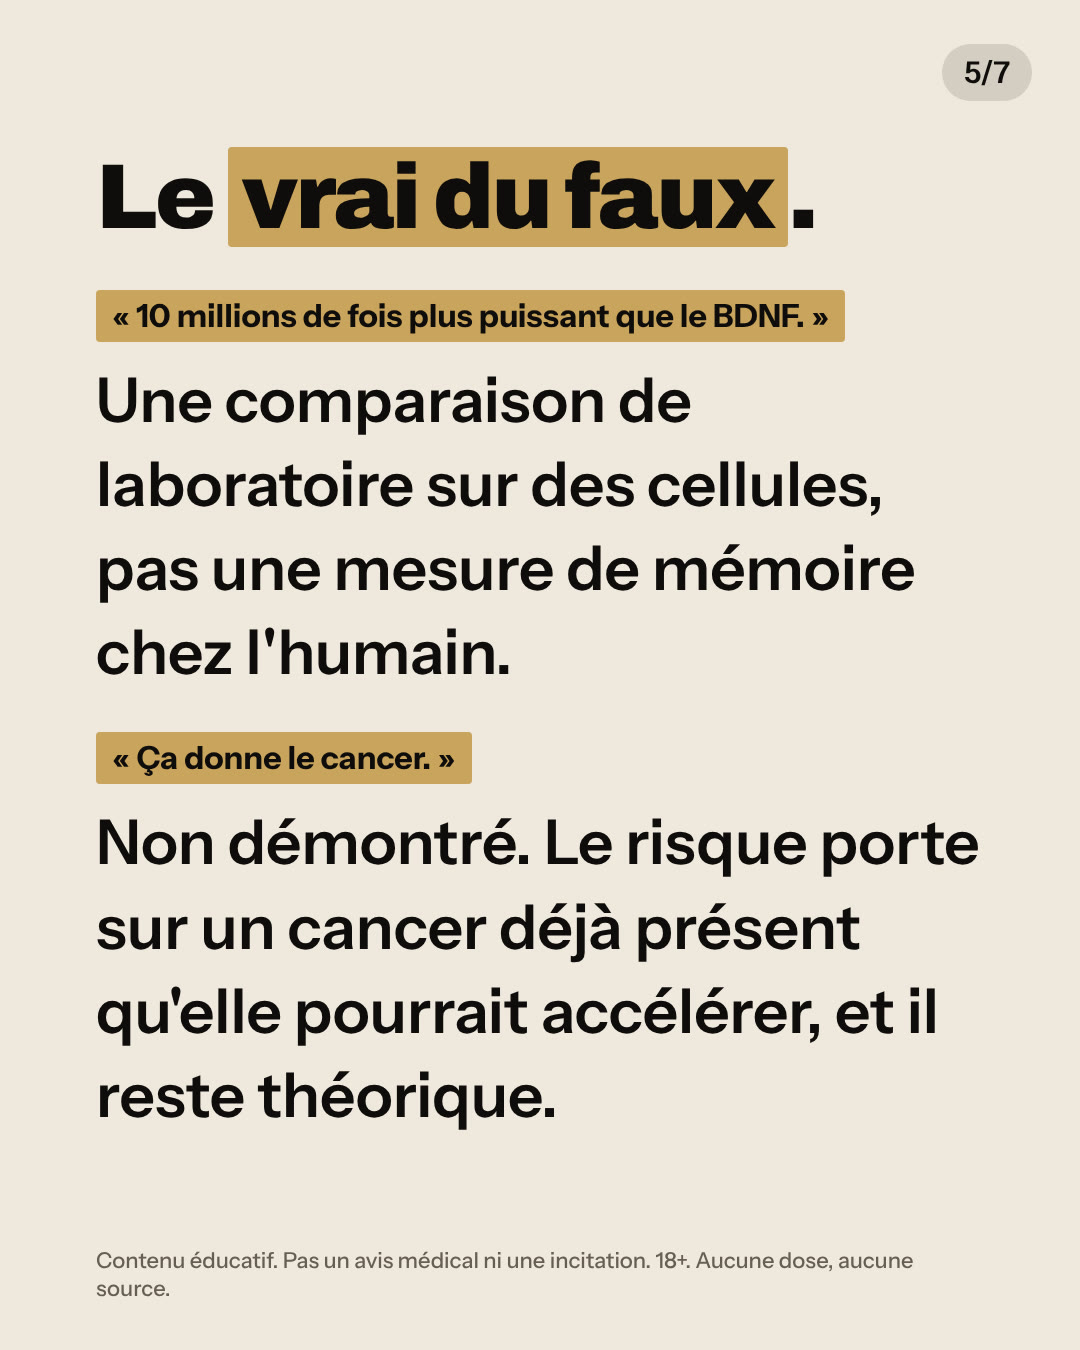 5/7
Le vrai du faux.
« 10 millions de fois plus puissant que le BDNF. »
Une comparaison de
laboratoire sur des cellules,
pas une mesure de mémoire
chez l'humain.
« Ça donne le cancer. »
Non démontré. Le risque porte
sur un cancer déjà présent
qu'elle pourrait accélérer, et il
reste théorique.
Contenu éducatif. Pas un avis médical ni une incitation. 18+. Aucune dose, aucune
source.